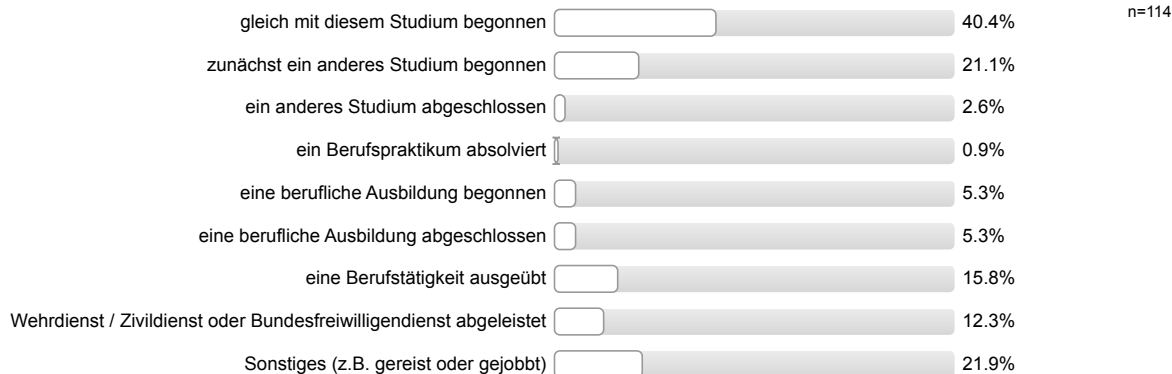 gleich mit diesem Studium begonnen 40.4% n=114
zunächst ein anderes Studium begonnen 21.1%
ein anderes Studium abgeschlossen 2.6%
ein Berufspraktikum absolviert 0.9%
eine berufliche Ausbildung begonnen 5.3%
eine berufliche Ausbildung abgeschlossen 5.3%
eine Berufstätigkeit ausgeübt 15.8%
Wehrdienst / Zivildienst oder Bundesfreiwilligendienst abgeleistet 12.3%
Sonstiges (z.B. gereist oder gejobbt) 21.9%